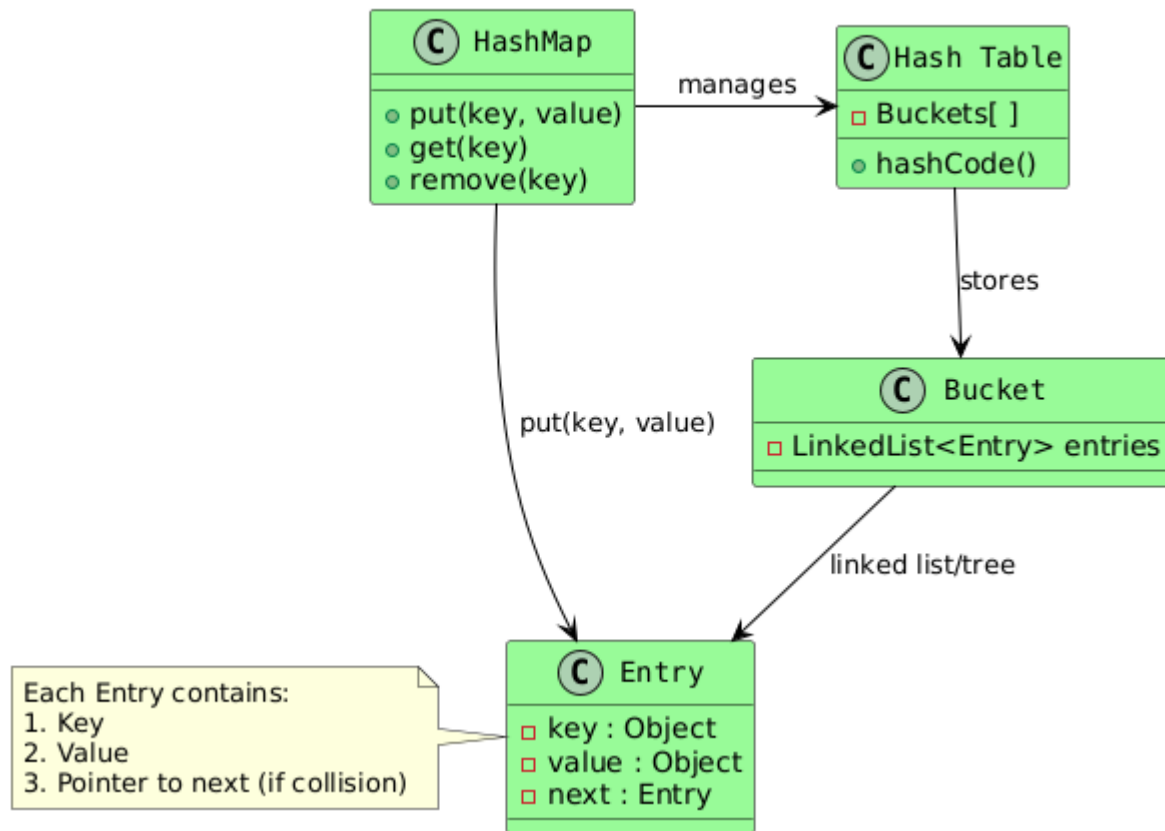 C HashMap
put(key, value)
get(key)
remove(key)
manages
C Hash Table
Buckets[ ]
hashCode()
stores
C Bucket
LinkedList<Entry> entries
put(key, value)
linked list/tree
C Entry
key : Object
value : Object
next : Entry
Each Entry contains:
1. Key
2. Value
3. Pointer to next (if collision)